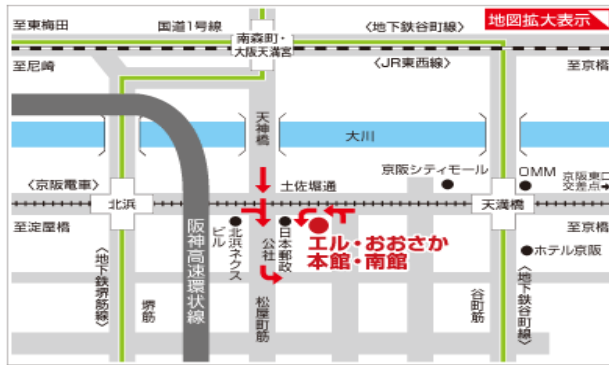 至東梅田
国道1号線
南森町・
大阪天満宮
〈地下鉄谷町線〉
地図拡大表示
至尼崎
〈JR東西線〉
至京橋
天神橋
大川
京阪シティモール
OMM
京阪東口
交差点→
〈京阪電車〉
北浜
土佐堀通
天満橋
至淀屋橋
至京橋
阪神高速環状線
北浜ネクス
ビル
日本郵政
公社
エル・おおさか
本館・南館
ホテル京阪
〈地下鉄堺筋線〉
堺筋
松屋町筋
谷町筋
〈地下鉄谷町線〉